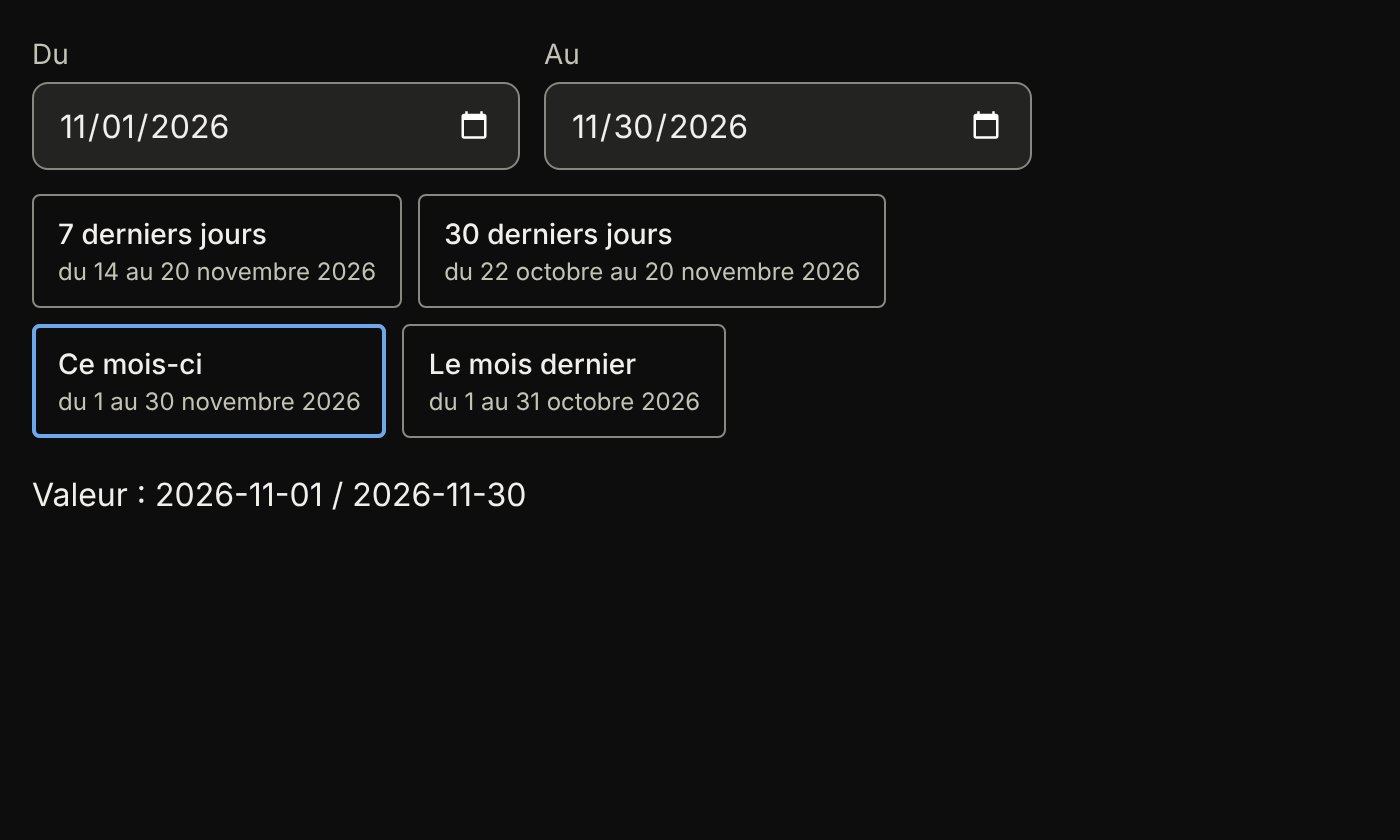 Du
Au
11/01/2026
11/30/2026
7 derniers jours
du 14 au 20 novembre 2026
30 derniers jours
du 22 octobre au 20 novembre 2026
Ce mois-ci
du 1 au 30 novembre 2026
Le mois dernier
du 1 au 31 octobre 2026
Valeur : 2026-11-01 / 2026-11-30